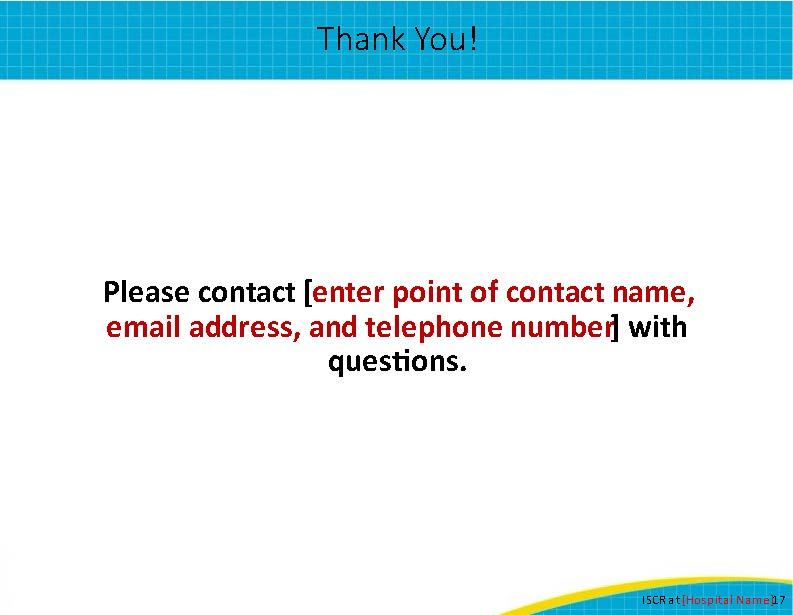 Thank You!
Please contact [enter point of contact name,
email address, and telephone number] with
questions.
ISCR at [Hospital Name]17